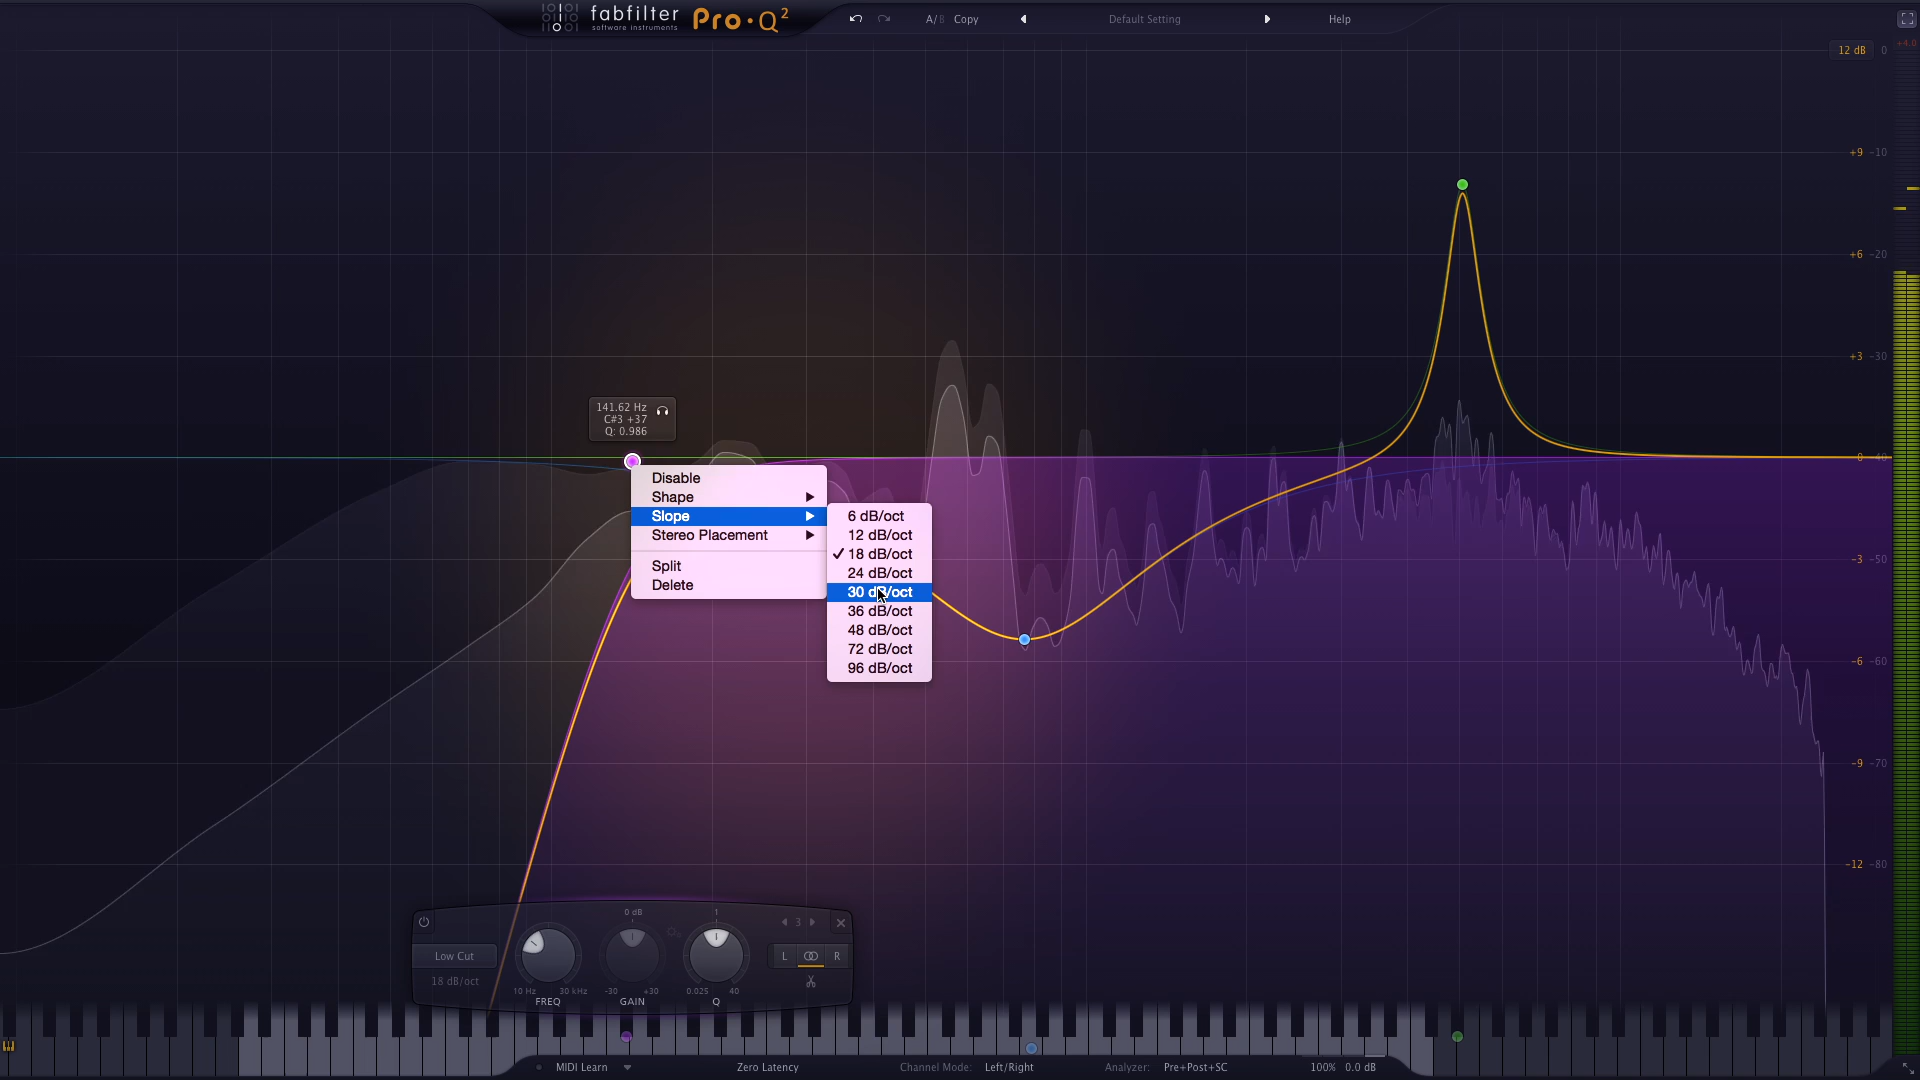 fabfilter
software instruments
Pro·Q²
A/B Copy
Default Setting
Help
12 dB 0
+4.0
+9 -10
+6 -20
+3 -30
0 -40
-3 -50
-6 -60
-9 -70
-12 -80
141.62 Hz
C#3 +37
Q: 0.986
Disable
Shape
Slope
Stereo Placement
Split
Delete
6 dB/oct
12 dB/oct
18 dB/oct
24 dB/oct
30 dB/oct
36 dB/oct
48 dB/oct
72 dB/oct
96 dB/oct
0 dB 1
3
Low Cut
18 dB/oct
L R
10 Hz 30 kHz
FREQ
-30 +30
GAIN
0.025 40
Q
MIDI Learn
Zero Latency
Channel Mode: Left/Right
Analyzer: Pre+Post+SC
100% 0.0 dB